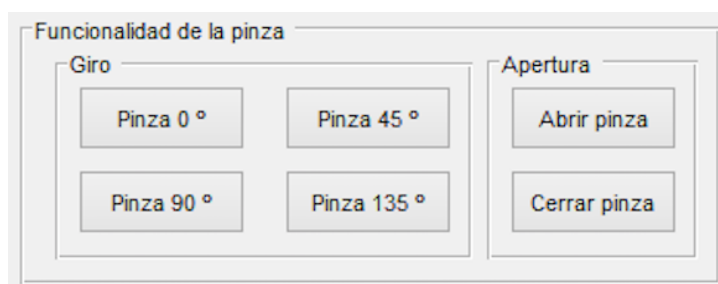 Funcionalidad de la pinza
Giro
Pinza 0 º
Pinza 45 º
Pinza 90 º
Pinza 135 º
Apertura
Abrir pinza
Cerrar pinza